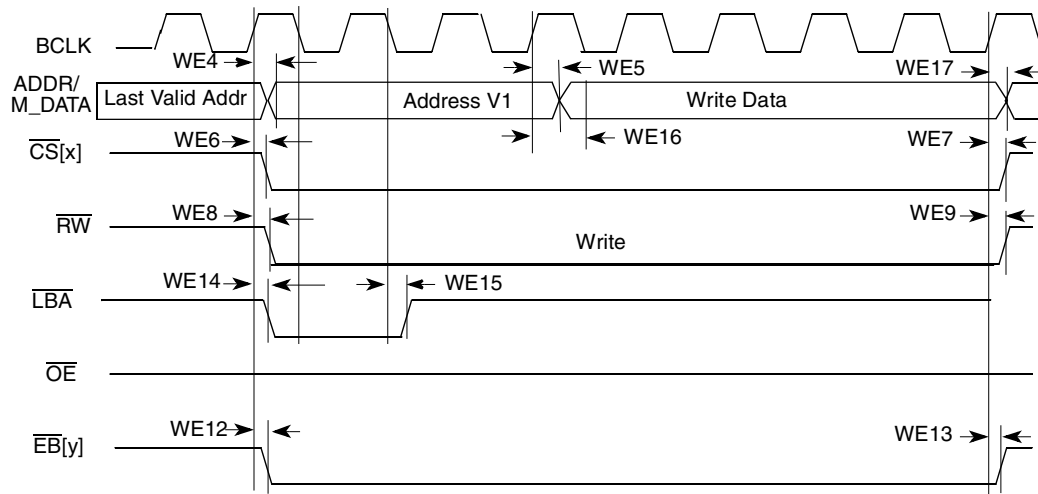 BCLK
WE4
WE5
WE17
ADDR/
M_DATA
Last Valid Addr
Address V1
Write Data
WE6
WE16
WE7
CS[x]
WE8
WE9
RW
Write
WE14
WE15
LBA
OE
WE12
WE13
EB[y]